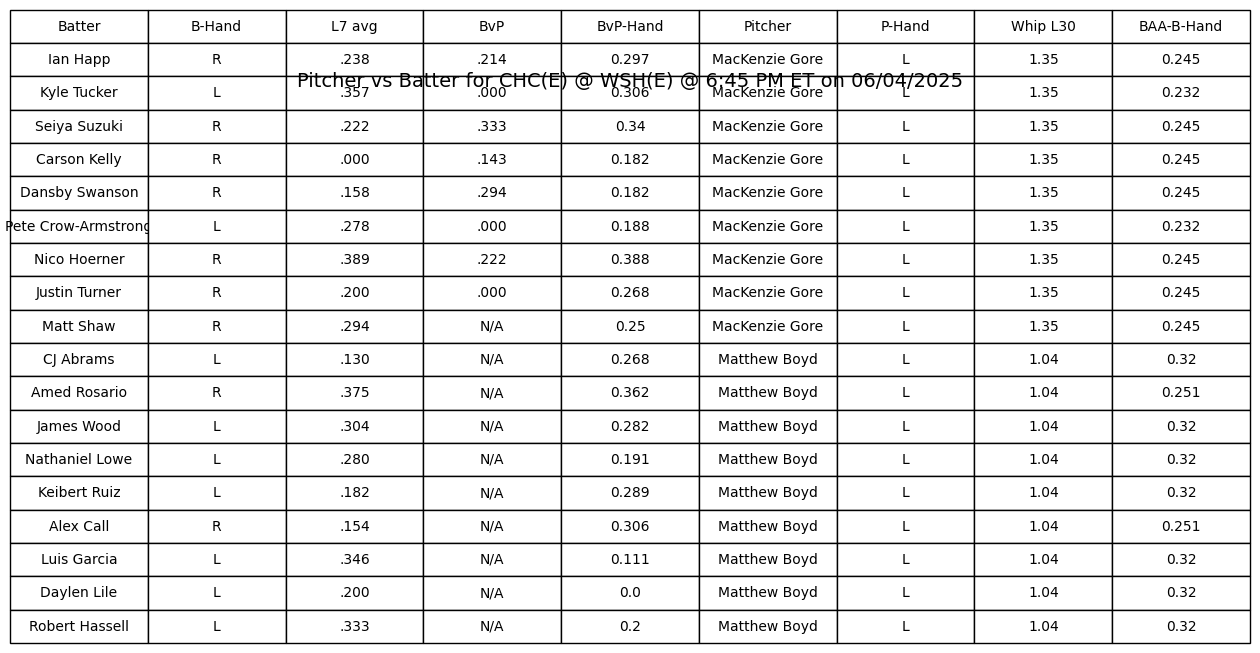 Batter B-Hand L7 avg BvP BvP-Hand Pitcher P-Hand Whip L30 BAA-B-Hand
Ian Happ R .238 .214 0.297 MacKenzie Gore L 1.35 0.245
Pitcher vs Batter for CHC(E) @ WSH(E) @ 6:45 PM ET on 06/04/2025
Kyle Tucker L .357 .000 0.306 MacKenzie Gore L 1.35 0.232
Seiya Suzuki R .222 .333 0.34 MacKenzie Gore L 1.35 0.245
Carson Kelly R .000 .143 0.182 MacKenzie Gore L 1.35 0.245
Dansby Swanson R .158 .294 0.182 MacKenzie Gore L 1.35 0.245
Pete Crow-Armstrong L .278 .000 0.188 MacKenzie Gore L 1.35 0.232
Nico Hoerner R .389 .222 0.388 MacKenzie Gore L 1.35 0.245
Justin Turner R .200 .000 0.268 MacKenzie Gore L 1.35 0.245
Matt Shaw R .294 N/A 0.25 MacKenzie Gore L 1.35 0.245
CJ Abrams L .130 N/A 0.268 Matthew Boyd L 1.04 0.32
Amed Rosario R .375 N/A 0.362 Matthew Boyd L 1.04 0.251
James Wood L .304 N/A 0.282 Matthew Boyd L 1.04 0.32
Nathaniel Lowe L .280 N/A 0.191 Matthew Boyd L 1.04 0.32
Keibert Ruiz L .182 N/A 0.289 Matthew Boyd L 1.04 0.32
Alex Call R .154 N/A 0.306 Matthew Boyd L 1.04 0.251
Luis Garcia L .346 N/A 0.111 Matthew Boyd L 1.04 0.32
Daylen Lile L .200 N/A 0.0 Matthew Boyd L 1.04 0.32
Robert Hassell L .333 N/A 0.2 Matthew Boyd L 1.04 0.32